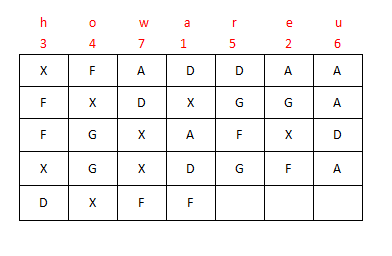 h o w a r e u
3 4 7 1 5 2 6
X F A D D A A
F X D X G G A
F G X A F X D
X G X D G F A
D X F F